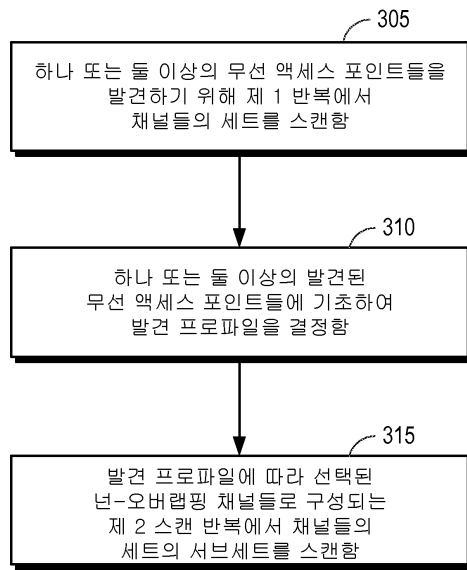 305
하나 또는 둘 이상의 무선 액세스 포인트들을
발견하기 위해 제 1 반복에서
채널들의 세트를 스캔함
310
하나 또는 둘 이상의 발견된
무선 액세스 포인트들에 기초하여
발견 프로파일을 결정함
315
발견 프로파일에 따라 선택된
넌-오버랩핑 채널들로 구성되는
제 2 스캔 반복에서 채널들의
세트의 서브세트를 스캔함